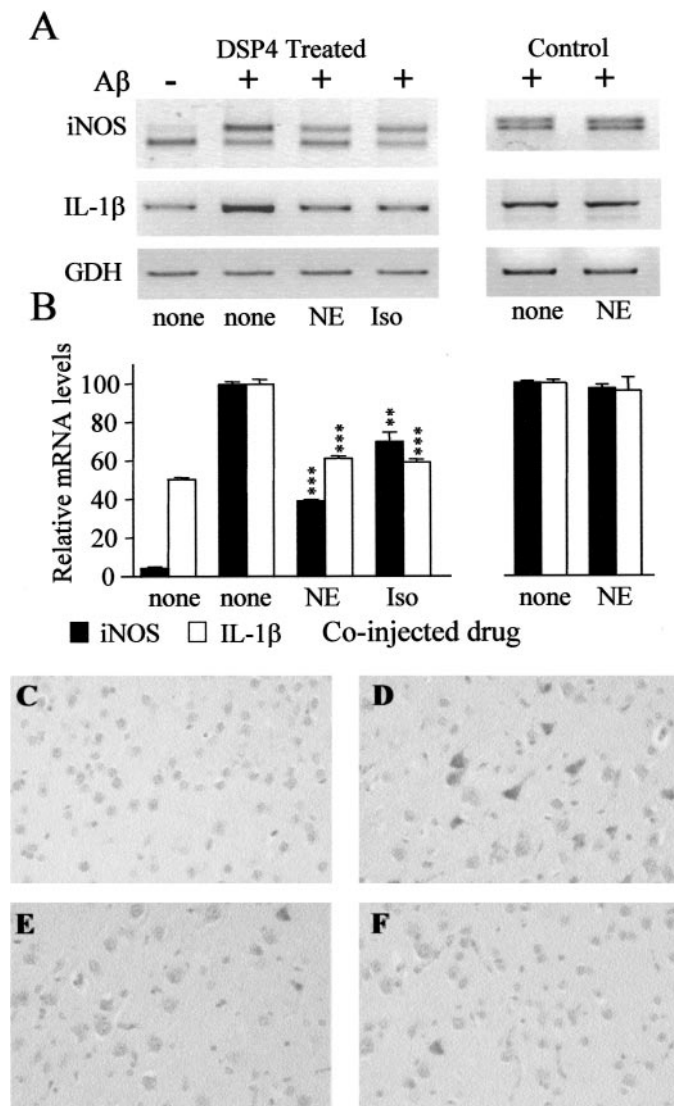 A
DSP4 Treated Control
Aβ - + + + + +
iNOS
IL-1β
GDH
none none NE Iso none NE
B
Relative mRNA levels
100
80
60
40
20
0
*** *** ** ***
none none NE Iso none NE
iNOS IL-1β Co-injected drug
C D
E F